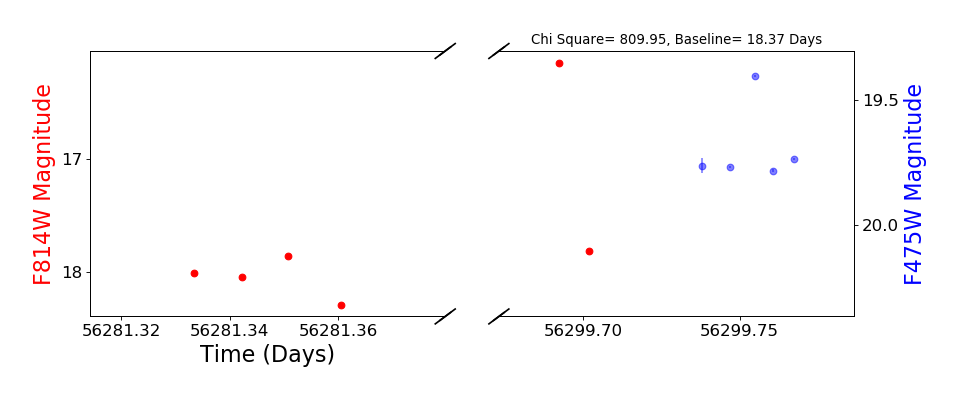 Chi Square= 809.95, Baseline= 18.37 Days
F814W Magnitude
17
18
19.5
20.0
F475W Magnitude
56281.32 56281.34 56281.36 56299.70 56299.75
Time (Days)